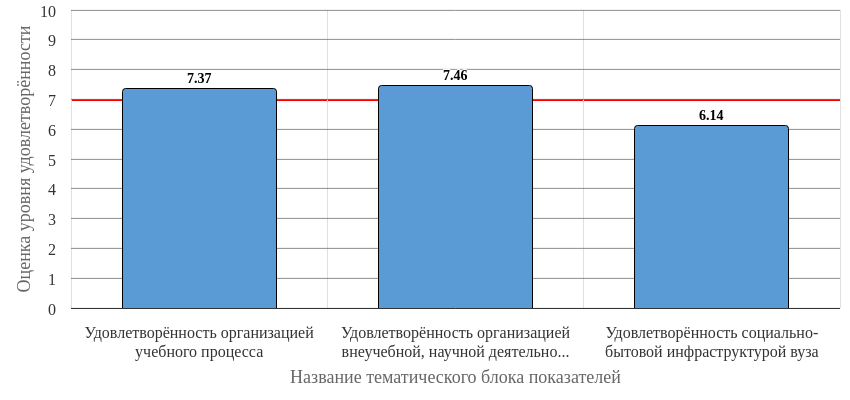 Оценка уровня удовлетворённости
10
9
8
7
6
5
4
3
2
1
0
7.37
7.46
6.14
Удовлетворённость организацией
учебного процесса
Удовлетворённость организацией
внеучебной, научной деятельно...
Удовлетворённость социально-
бытовой инфраструктурой вуза
Название тематического блока показателей